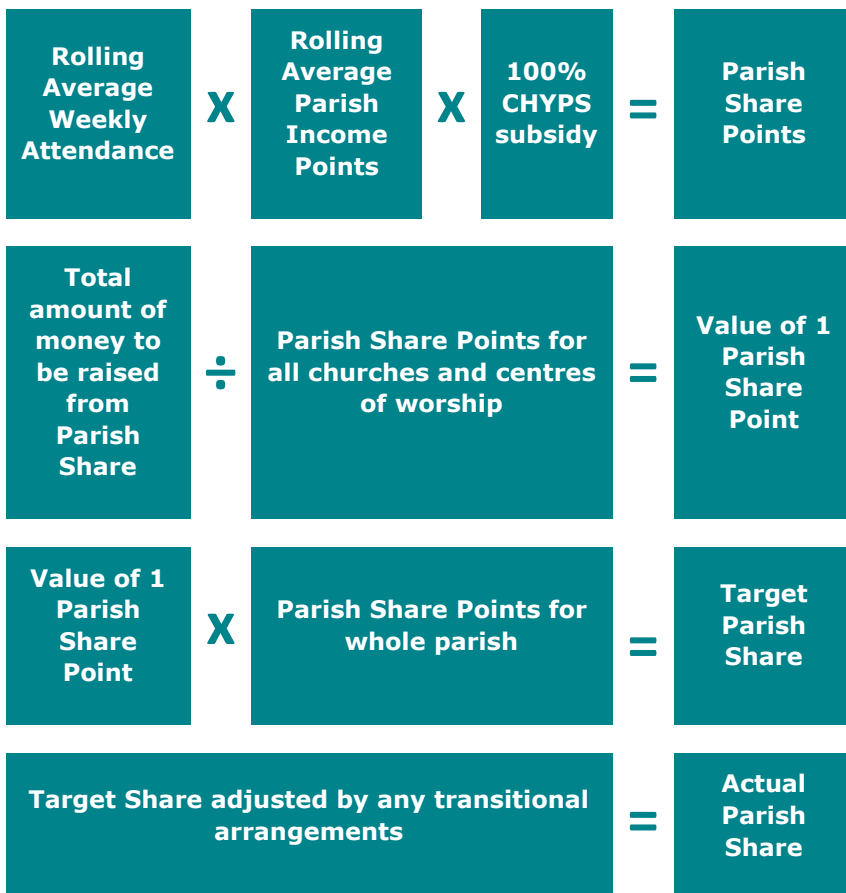 Rolling
Average
Weekly
Attendance
X
Rolling
Average
Parish
Income
Points
X
100%
CHYPS
subsidy
=
Parish
Share
Points
Total
amount of
money to
be raised
from
Parish
Share
÷
Parish Share Points for
all churches and centres
of worship
=
Value of 1
Parish
Share
Point
Value of 1
Parish
Share
Point
X
Parish Share Points for
whole parish
=
Target
Parish
Share
Target Share adjusted by any transitional
arrangements
=
Actual
Parish
Share